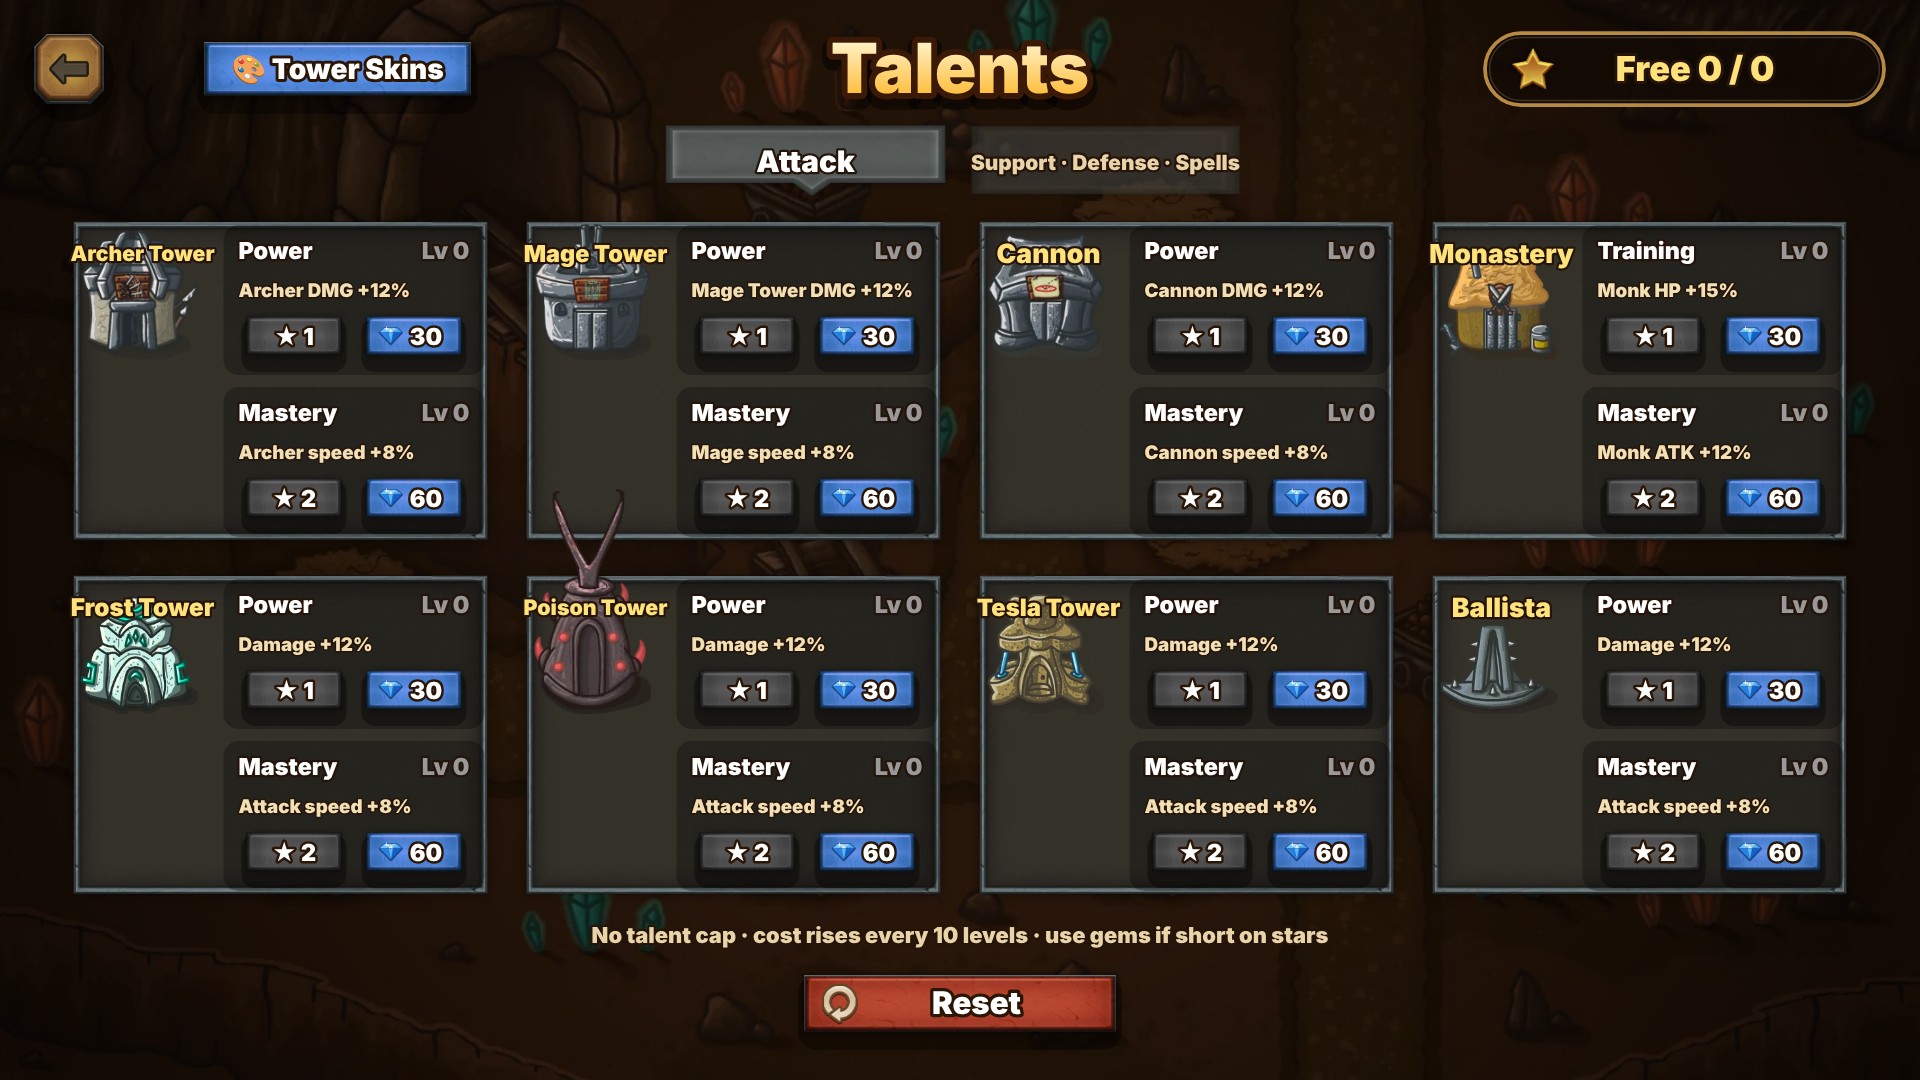 Tower Skins
Talents
Free 0 / 0
Attack
Support · Defense · Spells
Archer Tower
Power Lv 0
Archer DMG +12%
★ 1 30
Mastery Lv 0
Archer speed +8%
★ 2 60
Mage Tower
Power Lv 0
Mage Tower DMG +12%
★ 1 30
Mastery Lv 0
Mage speed +8%
★ 2 60
Cannon
Power Lv 0
Cannon DMG +12%
★ 1 30
Mastery Lv 0
Cannon speed +8%
★ 2 60
Monastery
Training Lv 0
Monk HP +15%
★ 1 30
Mastery Lv 0
Monk ATK +12%
★ 2 60
Frost Tower
Power Lv 0
Damage +12%
★ 1 30
Mastery Lv 0
Attack speed +8%
★ 2 60
Poison Tower
Power Lv 0
Damage +12%
★ 1 30
Mastery Lv 0
Attack speed +8%
★ 2 60
Tesla Tower
Power Lv 0
Damage +12%
★ 1 30
Mastery Lv 0
Attack speed +8%
★ 2 60
Ballista
Power Lv 0
Damage +12%
★ 1 30
Mastery Lv 0
Attack speed +8%
★ 2 60
No talent cap · cost rises every 10 levels · use gems if short on stars
Reset